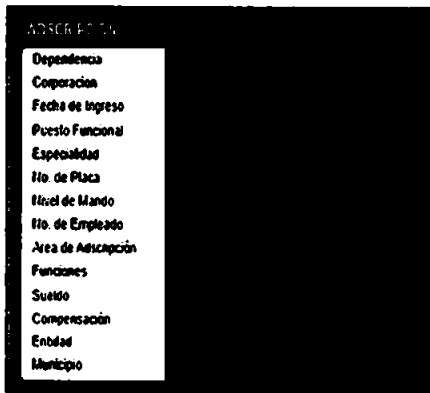 ADSCRIPCIÓN
Dependencia
Corporacion
Fecha de Ingreso
Puesto Funcional
Especialidad
No. de Placa
Nivel de Mando
No. de Empleado
Area de Adscripción
Funciones
Sueldo
Compensación
Entidad
Municipio